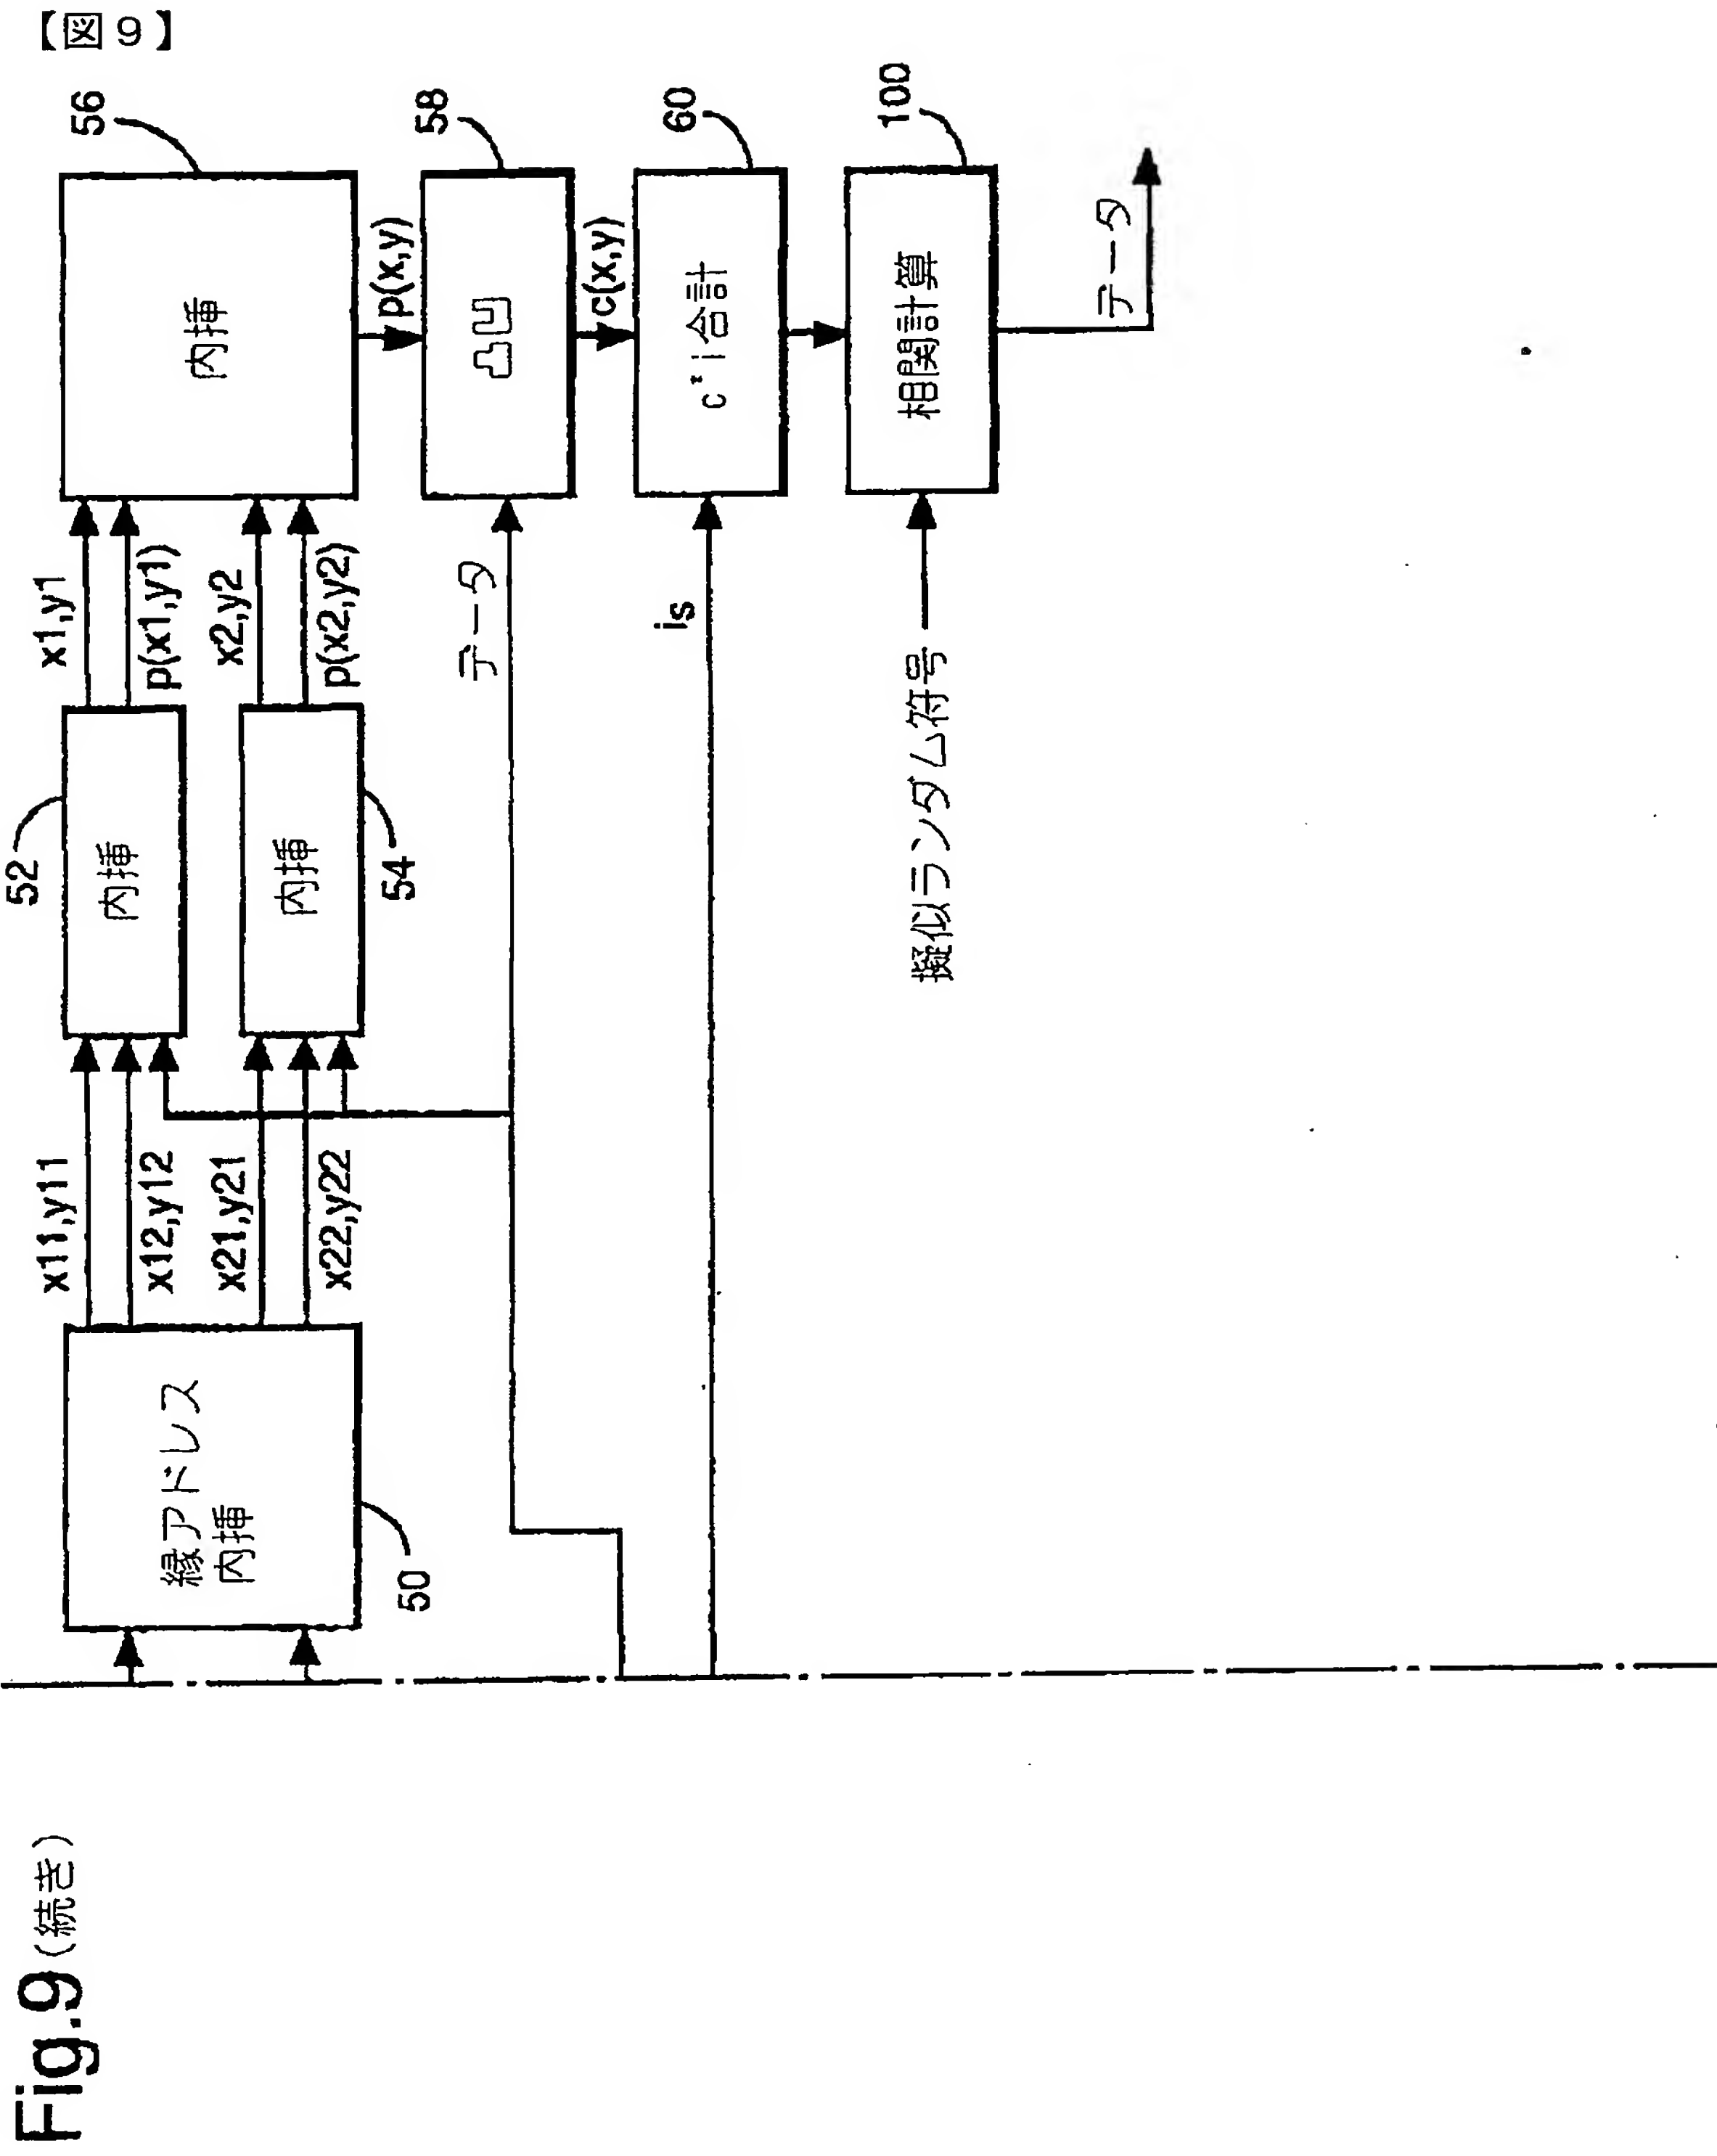 【図９】
Fig.9 (続き)
縁アドレス
内挿
50
x11,y11
x12,y12
x21,y21
x22,y22
52
内挿
内挿
54
x1,y1
p(x1,y1)
x2,y2
p(x2,y2)
56
内挿
p(x,y)
データ
58
凸凹
c(x,y)
is
60
c*i合計
擬似ランダム符号
100
相関計算
データ